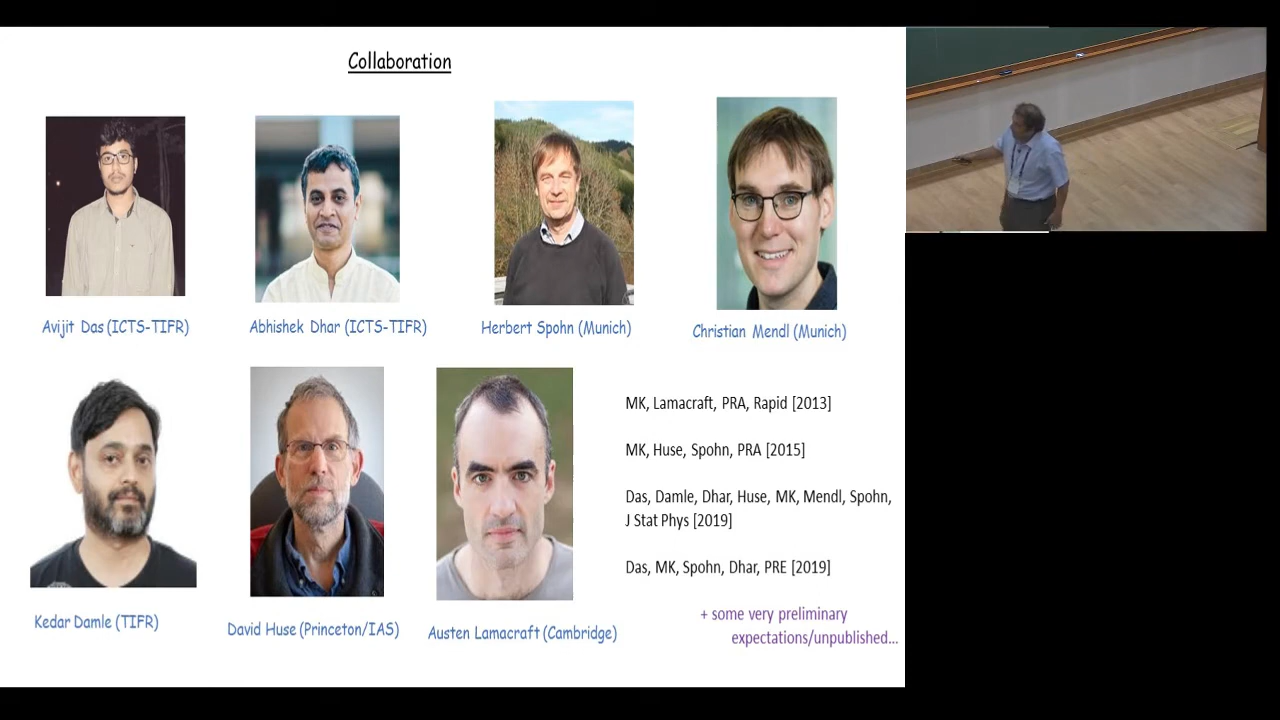 Collaboration
Avijit Das (ICTS-TIFR)
Abhishek Dhar (ICTS-TIFR)
Herbert Spohn (Munich)
Christian Mendl (Munich)
Kedar Damle (TIFR)
David Huse (Princeton/IAS)
Austen Lamacraft (Cambridge)
MK, Lamacraft, PRA, Rapid [2013]
MK, Huse, Spohn, PRA [2015]
Das, Damle, Dhar, Huse, MK, Mendl, Spohn,
J Stat Phys [2019]
Das, MK, Spohn, Dhar, PRE [2019]
+ some very preliminary
expectations/unpublished...